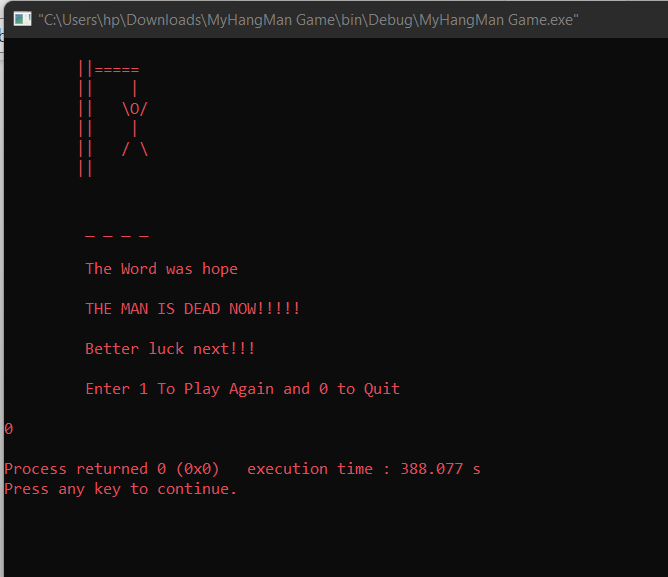 "C:\Users\hp\Downloads\MyHangMan Game\bin\Debug\MyHangMan Game.exe"
||=====
||    |
||   \O/
||    |
||   / \
||
_ _ _ _
The Word was hope
THE MAN IS DEAD NOW!!!!!
Better luck next!!!
Enter 1 To Play Again and 0 to Quit
0
Process returned 0 (0x0)   execution time : 388.077 s
Press any key to continue.